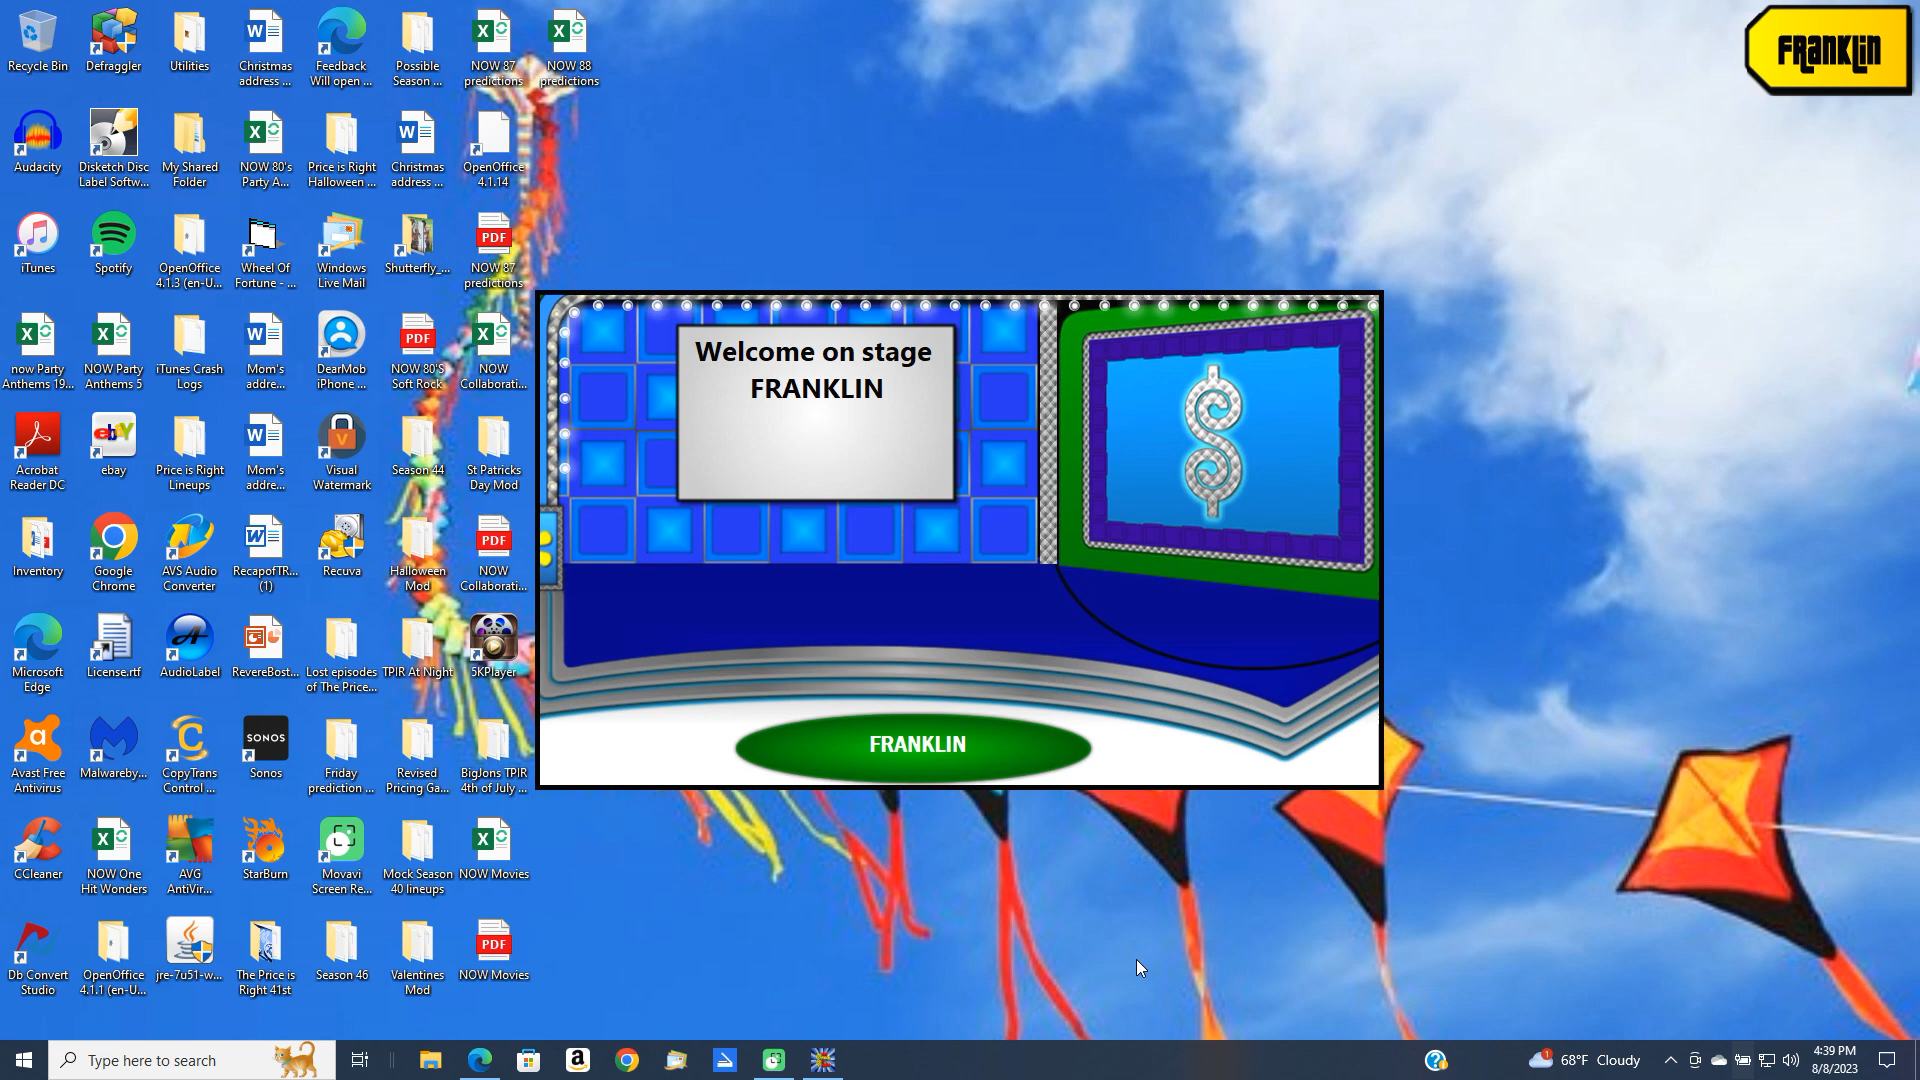 Recycle Bin
Defraggler
Utilities
Christmas
address ...
Feedback
Will open ...
Possible
Season ...
NOW 87
predictions
NOW 88
predictions
FRANKLIN
Audacity
Disketch Disc
Label Softw...
My Shared
Folder
NOW 80's
Party A...
Price is Right
Halloween ...
Christmas
address ...
OpenOffice
4.1.14
iTunes
Spotify
OpenOffice
4.1.3 (en-U...
Wheel Of
Fortune - ...
Windows
Live Mail
Shutterfly_...
PDF
NOW 87
predictions
now Party
Anthems 19...
NOW Party
Anthems 5
iTunes Crash
Logs
Mom's
addre...
DearMob
iPhone ...
PDF
NOW 80'S
Soft Rock
NOW
Collaborati...
Welcome on stage
FRANKLIN
Acrobat
Reader DC
ebay
ebay
Price is Right
Lineups
Mom's
addre...
Visual
Watermark
Season 44
St Patricks
Day Mod
Inventory
Google
Chrome
AVS Audio
Converter
RecapofTR...
(1)
Recuva
Halloween
Mod
PDF
NOW
Collaborati...
Microsoft
Edge
License.rtf
AudioLabel
RevereBost...
Lost episodes
of The Price...
TPIR At Night
5KPlayer
FRANKLIN
Avast Free
Antivirus
Malwareby...
CopyTrans
Control ...
SONOS
Sonos
Friday
prediction ...
Revised
Pricing Ga...
BigJons TPIR
4th of July ...
CCleaner
NOW One
Hit Wonders
AVG
AntiVir...
StarBurn
Movavi
Screen Re...
Mock Season
40 lineups
NOW Movies
Db Convert
Studio
OpenOffice
4.1.1 (en-U...
jre-7u51-w...
The Price is
Right 41st
Season 46
Valentines
Mod
PDF
NOW Movies
Type here to search
68°F Cloudy
4:39 PM
8/8/2023